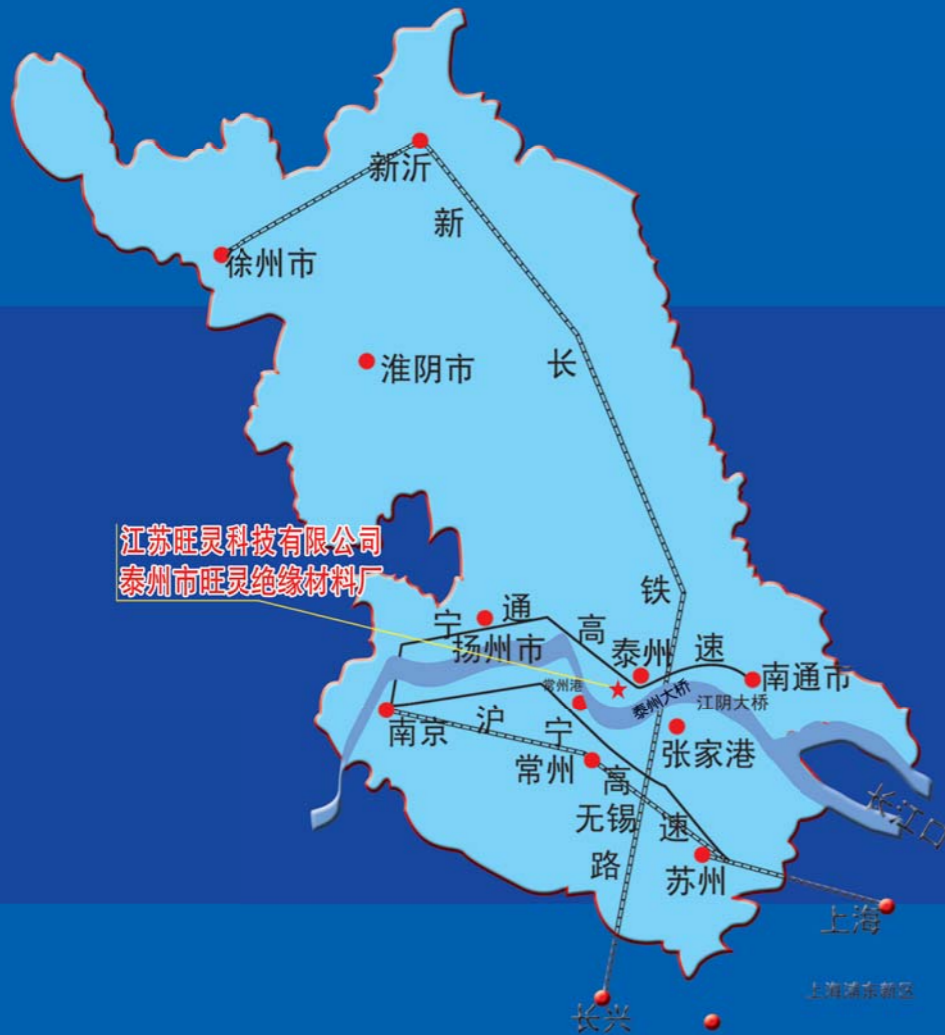 新沂
新
徐州市
长
淮阴市
江苏旺灵科技有限公司
泰州市旺灵绝缘材料厂
铁
宁通高速
扬州市
泰州
南通市
常州港
泰州大桥
江阴大桥
南京
沪宁高速
张家港
常州
无锡
路
苏州
长江口
上海
上海浦东新区
长兴